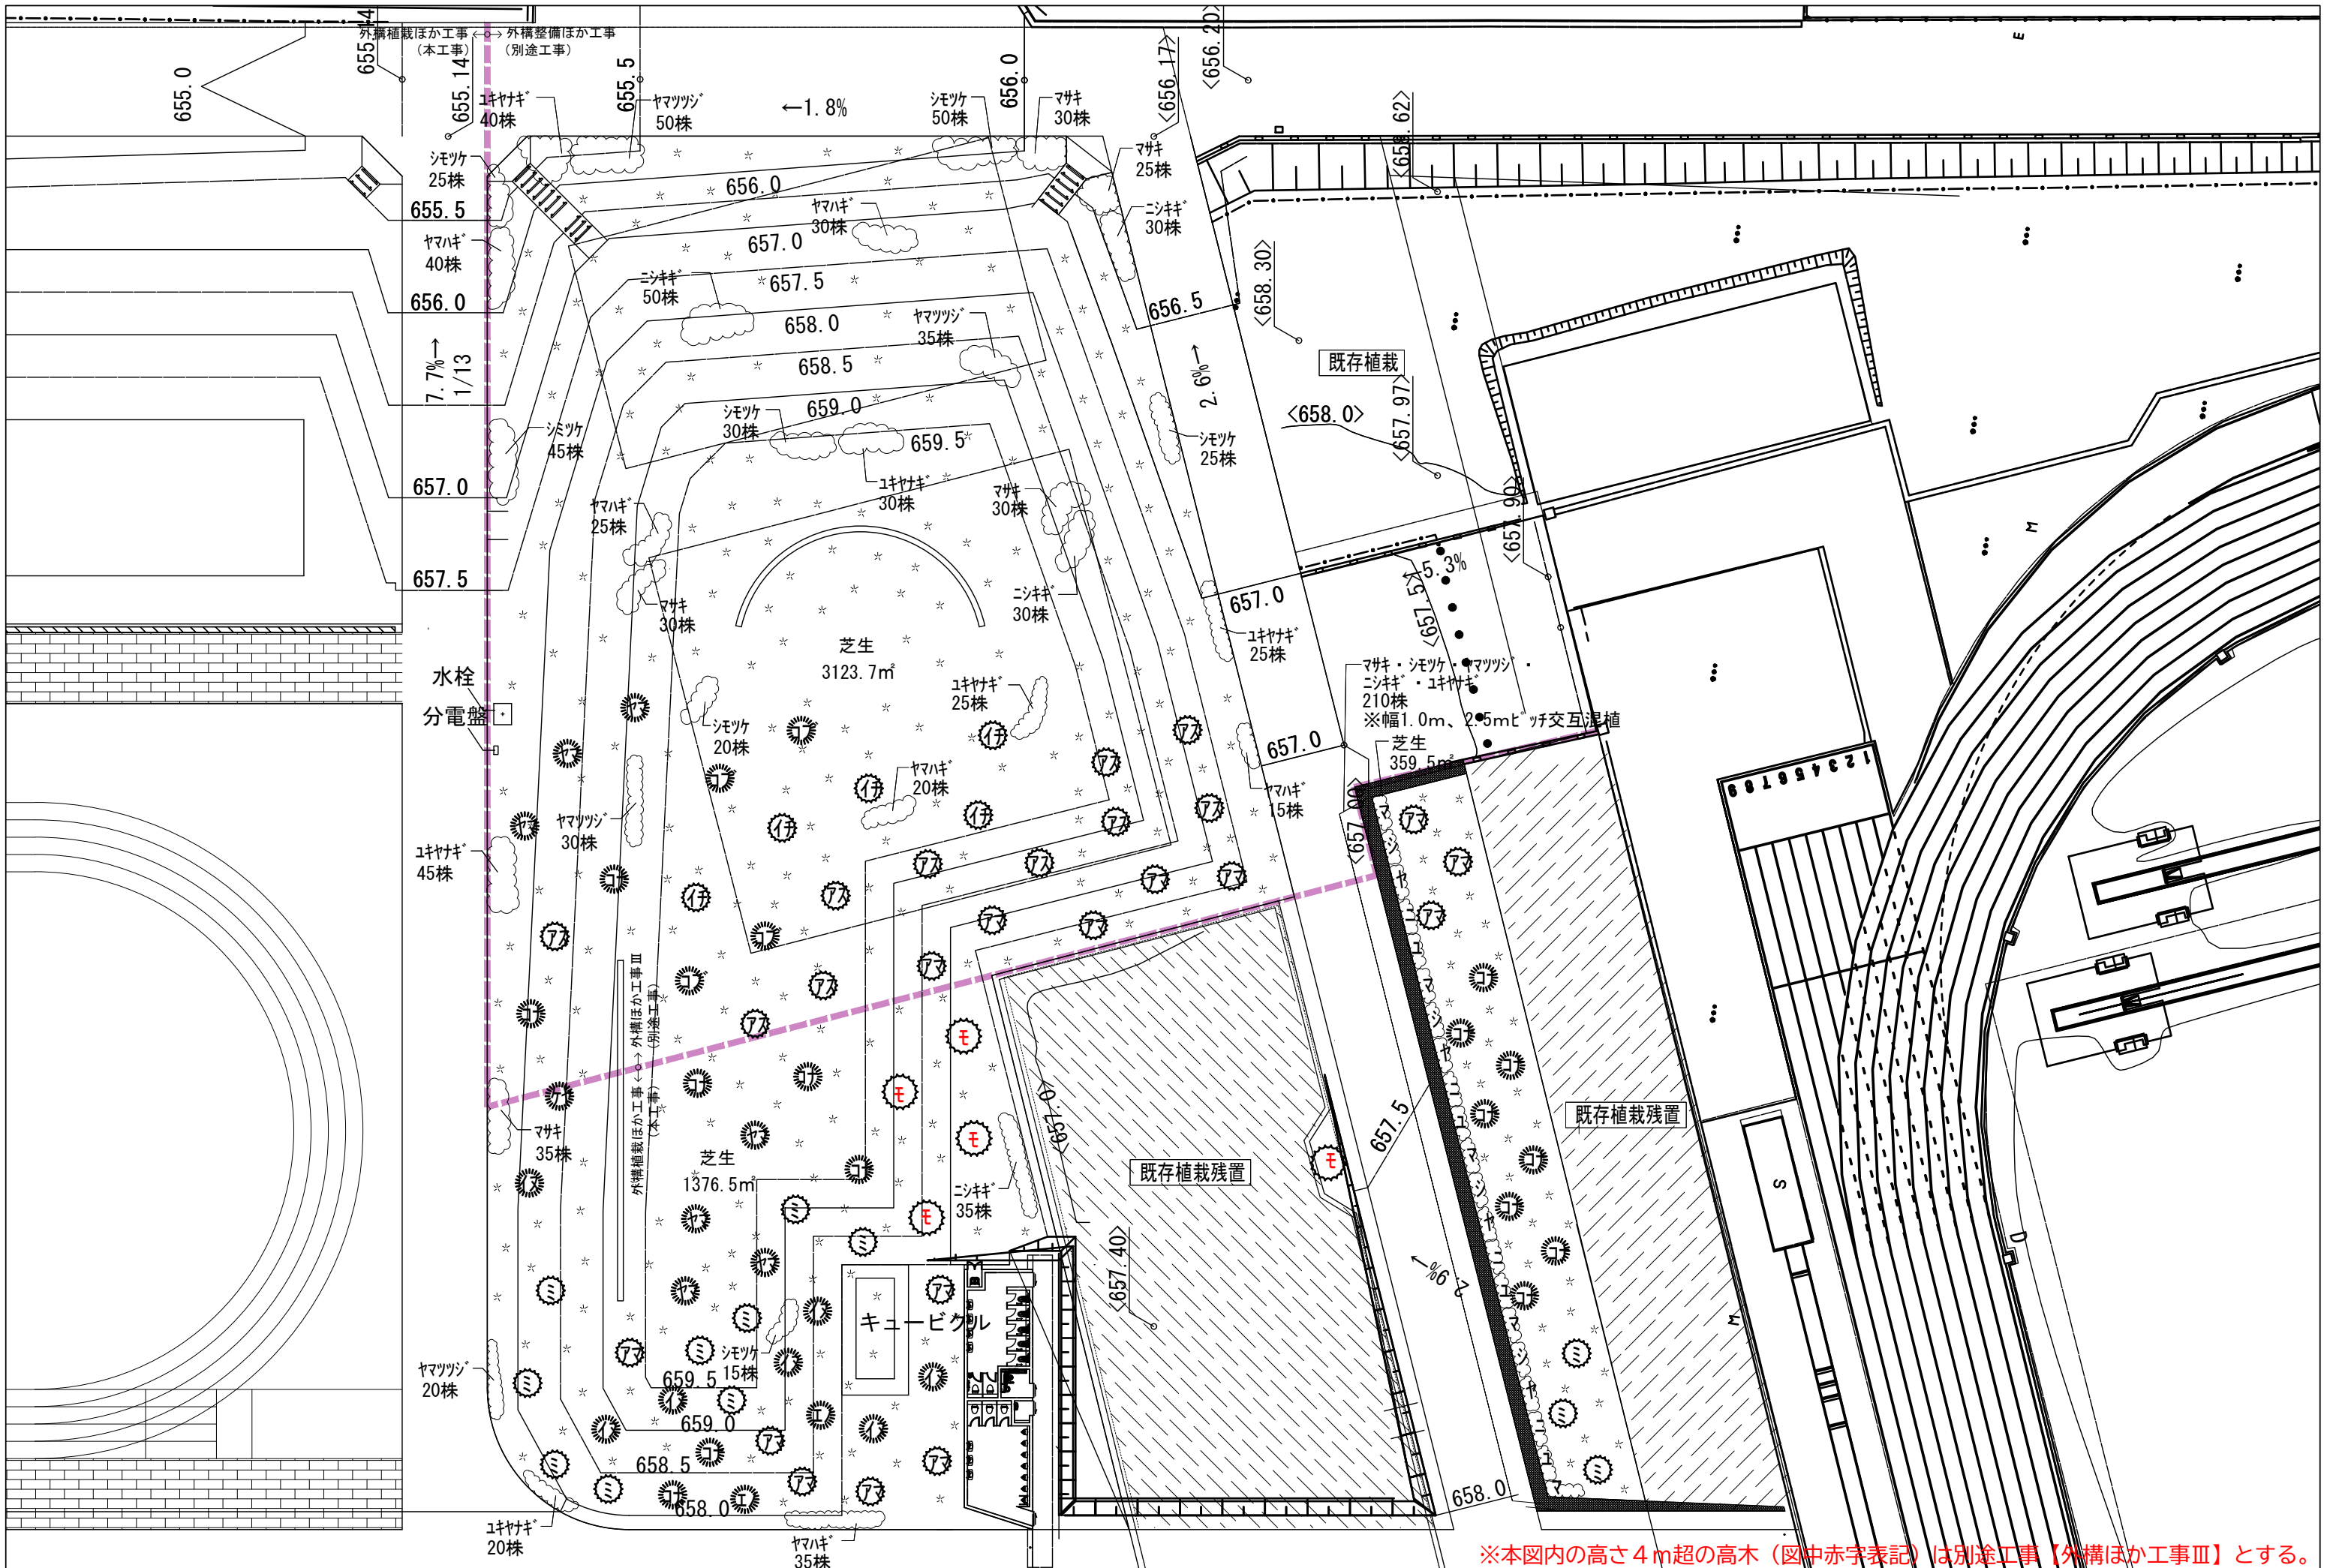 外構植栽ほか工事 ←○→ 外構整備ほか工事
(本工事) (別途工事)
655.0
655.14
655.5
656.0
<656.17>
<656.20>
ユキヤナギ
40株
ヤマツツジ
50株
←1.8%
シモツケ
50株
マサキ
30株
<658.62>
シモツケ
25株
マサキ
25株
655.5
656.0
ヤマハギ
30株
ニシキギ
30株
ヤマハギ
40株
657.0
ニシキギ
50株
657.5
656.0
658.0
ヤマツツジ
35株
656.5
<658.30>
7.7%→
1/13
658.5
2.6%→
既存植栽
<658.0>
<657.97>
659.0
シモツケ
30株
659.5
シミツケ
45株
シモツケ
25株
657.0
ユキヤナギ
30株
ヤマハギ
25株
マサキ
30株
<657.90>
657.5
マサキ
30株
ニシキギ
30株
657.0
<657.5>
←5.3%
芝生
3123.7㎡
ユキヤナギ
25株
水栓
分電盤
シモツケ
20株
ユキヤナギ
25株
マサキ・シモツケ・ヤマツツジ・
ニシキギ・ユキヤナギ
210株
※幅1.0m、2.5mピッチ交互混植
657.0
芝生
359.5㎡
ヤマハギ
20株
ヤマハギ
15株
<657.00>
ヤマツツジ
30株
ユキヤナギ
45株
1 2 3 4 5 6 7 8 9
外構植栽ほか工事 ←○→ 外構ほか工事Ⅲ
(本工事) (別途工事)
マサキ
35株
芝生
1376.5㎡
ニシキギ
35株
<657.0>
既存植栽残置
657.5
既存植栽残置
<657.40>
2.9%→
キュービクル
シモツケ
15株
ヤマツツジ
20株
659.5
659.0
658.5
658.0
658.0
ユキヤナギ
20株
ヤマハギ
35株
※本図内の高さ4m超の高木（図中赤字表記）は別途工事【外構ほか工事Ⅲ】とする。